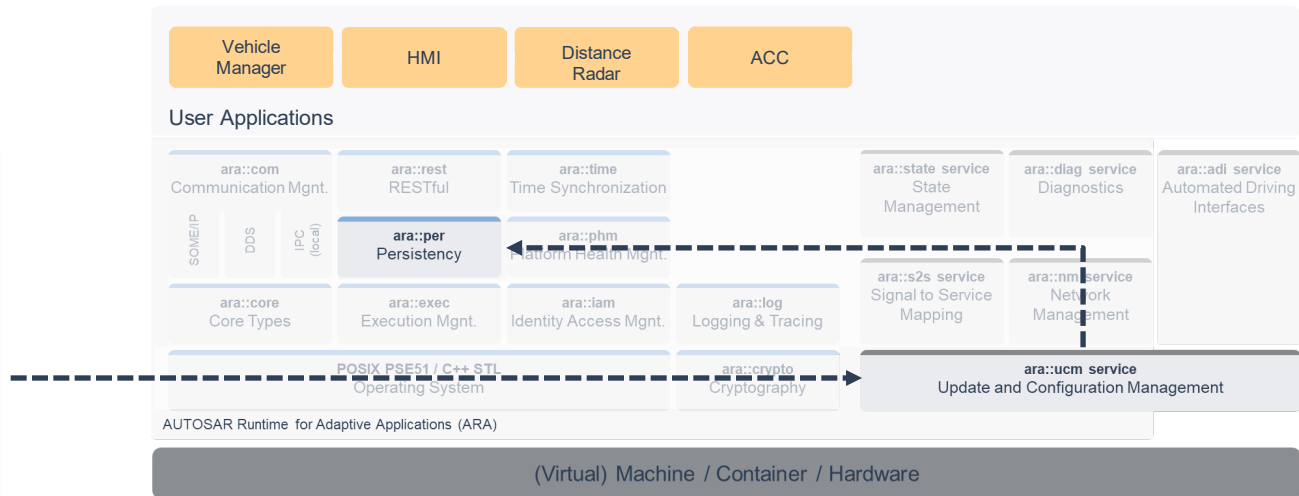 Vehicle
Manager
HMI
Distance
Radar
ACC
User Applications
ara::com
Communication Mgnt.
ara::rest
RESTful
ara::time
Time Synchronization
ara::state service
State
Management
ara::diag service
Diagnostics
ara::adi service
Automated Driving
Interfaces
SOME/IP
DDS
IPC
(local)
ara::per
Persistency
ara::phm
Platform Health Mgnt.
ara::core
Core Types
ara::exec
Execution Mgnt.
ara::iam
Identity Access Mgnt.
ara::log
Logging & Tracing
ara::s2s service
Signal to Service
Mapping
ara::nm service
Network
Management
POSIX PSE51 / C++ STL
Operating System
ara::crypto
Cryptography
ara::ucm service
Update and Configuration Management
AUTOSAR Runtime for Adaptive Applications (ARA)
(Virtual) Machine / Container / Hardware